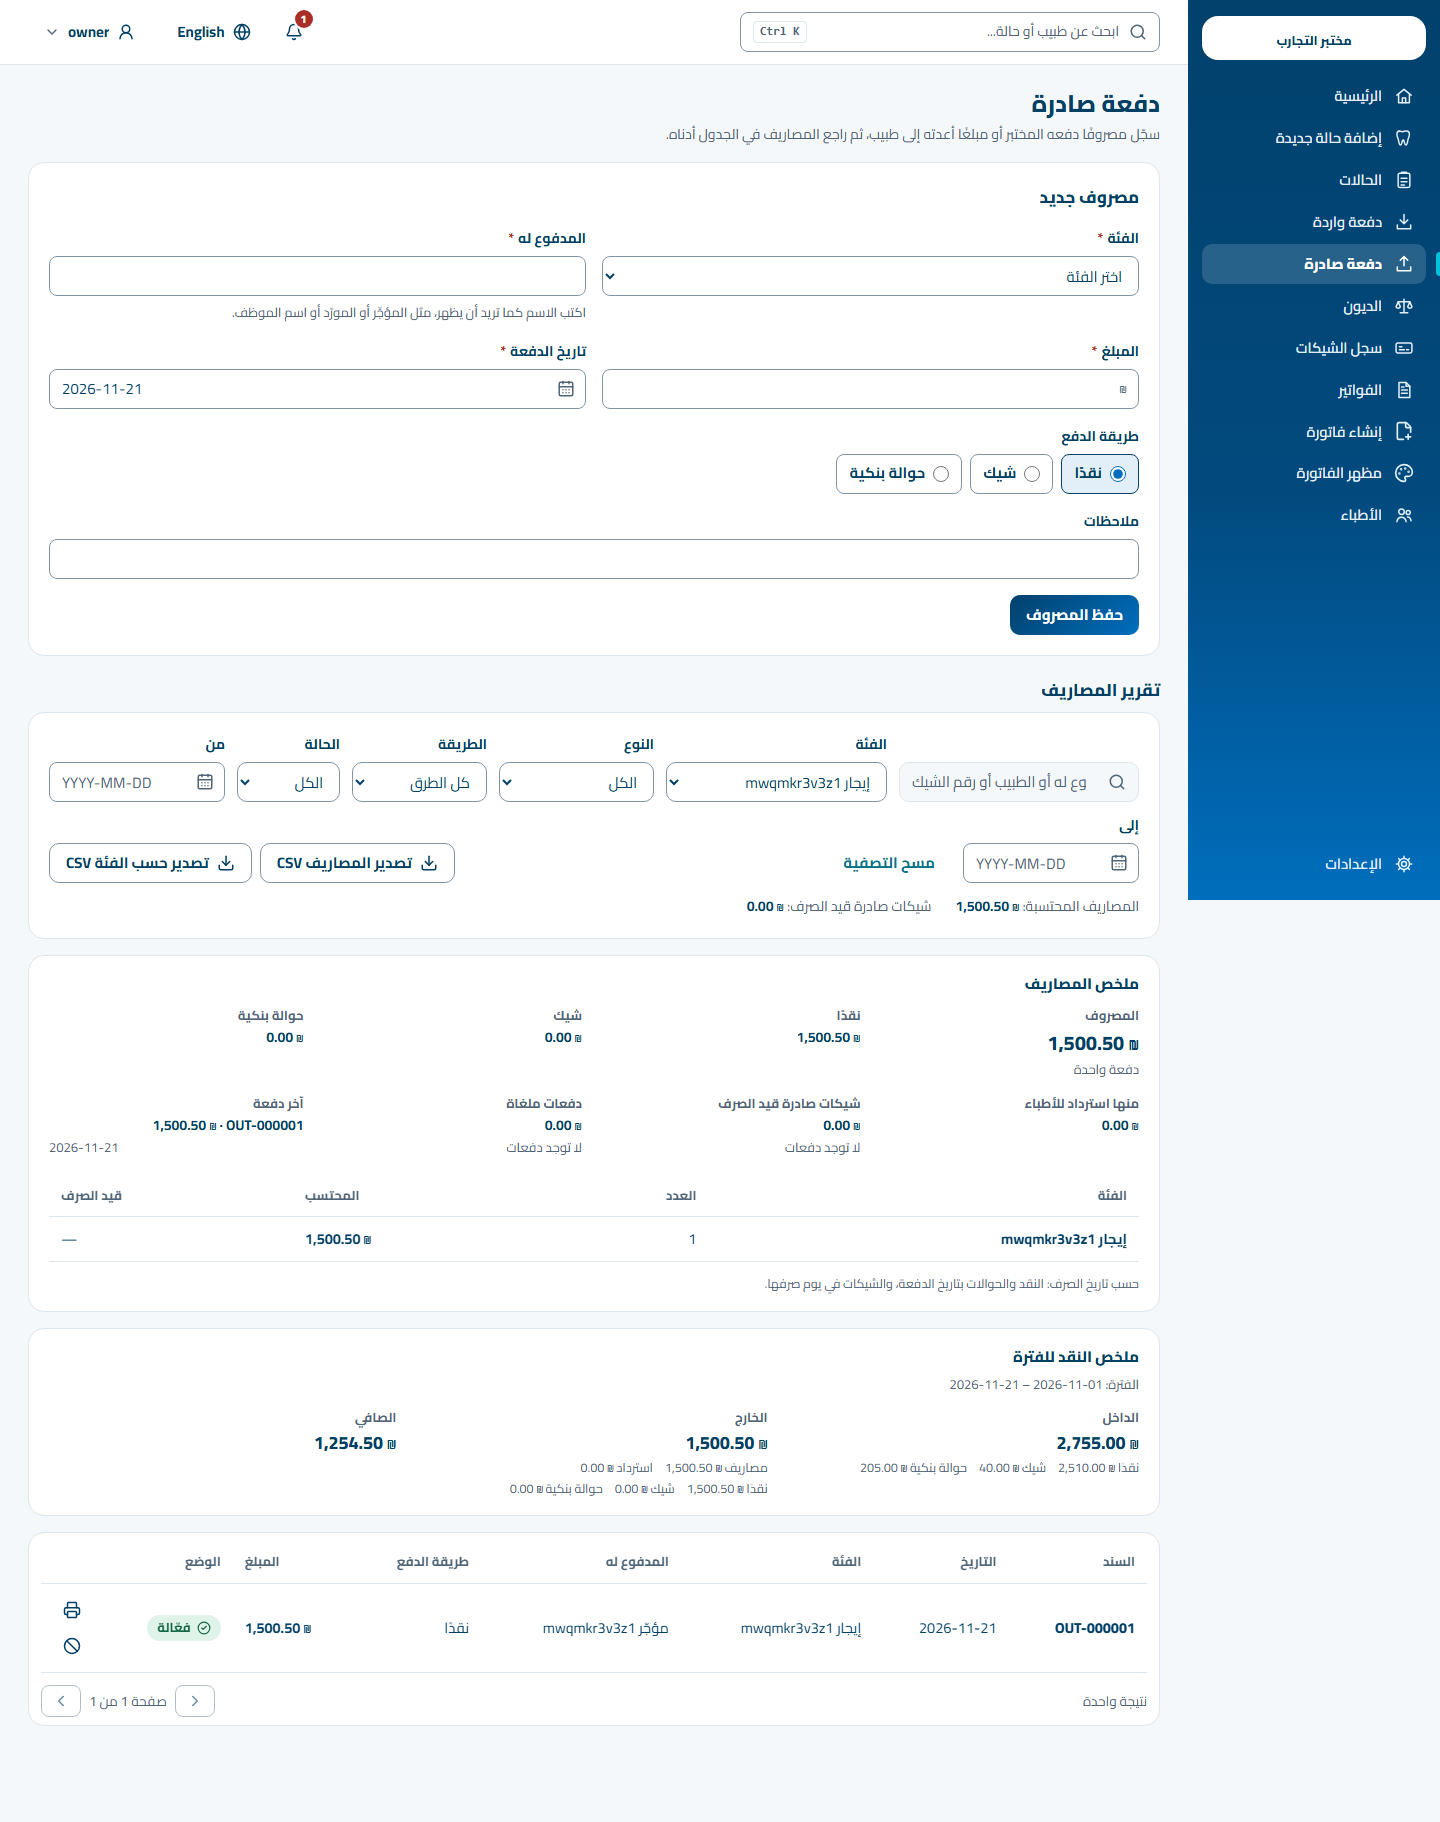 مختبر التجارب
الرئيسية
إضافة حالة جديدة
الحالات
دفعة واردة
دفعة صادرة
الديون
سجل الشيكات
الفواتير
إنشاء فاتورة
مظهر الفاتورة
الأطباء
الإعدادات
ابحث عن طبيب أو حالة...
Ctrl K
1
English
owner
دفعة صادرة
سجّل مصروفًا دفعه المختبر أو مبلغًا أعدته إلى طبيب، ثم راجع المصاريف في الجدول أدناه.
مصروف جديد
الفئة * المدفوع له *
اختر الفئة
اكتب الاسم كما تريد أن يظهر، مثل المؤجّر أو المورّد أو اسم الموظف.
المبلغ * تاريخ الدفعة *
₪ 2026-11-21
طريقة الدفع
نقدًا شيك حوالة بنكية
ملاحظات
حفظ المصروف
تقرير المصاريف
الفئة النوع الطريقة الحالة من
وع له أو الطبيب أو رقم الشيك إيجار mwqmkr3v3z1 الكل كل الطرق الكل YYYY-MM-DD
إلى
YYYY-MM-DD مسح التصفية تصدير المصاريف CSV تصدير حسب الفئة CSV
المصاريف المحتسبة: ₪ 1,500.50 شيكات صادرة قيد الصرف: ₪ 0.00
ملخص المصاريف
المصروف نقدًا شيك حوالة بنكية
₪ 1,500.50 ₪ 1,500.50 ₪ 0.00 ₪ 0.00
دفعة واحدة
منها استرداد للأطباء شيكات صادرة قيد الصرف دفعات ملغاة آخر دفعة
₪ 0.00 ₪ 0.00 ₪ 0.00 OUT-000001 · ₪ 1,500.50
لا توجد دفعات لا توجد دفعات 2026-11-21
الفئة العدد المحتسب قيد الصرف
إيجار mwqmkr3v3z1 1 ₪ 1,500.50 —
حسب تاريخ الصرف: النقد والحوالات بتاريخ الدفعة، والشيكات في يوم صرفها.
ملخص النقد للفترة
الفترة: 2026-11-01 – 2026-11-21
الداخل الخارج الصافي
₪ 2,755.00 ₪ 1,500.50 ₪ 1,254.50
نقدًا ₪ 2,510.00 شيك ₪ 40.00 حوالة بنكية ₪ 205.00 مصاريف ₪ 1,500.50 استرداد ₪ 0.00
نقدًا ₪ 1,500.50 شيك ₪ 0.00 حوالة بنكية ₪ 0.00
السند التاريخ الفئة المدفوع له طريقة الدفع المبلغ الوضع
OUT-000001 2026-11-21 إيجار mwqmkr3v3z1 مؤجّر mwqmkr3v3z1 نقدًا ₪ 1,500.50 فعّالة
نتيجة واحدة صفحة 1 من 1